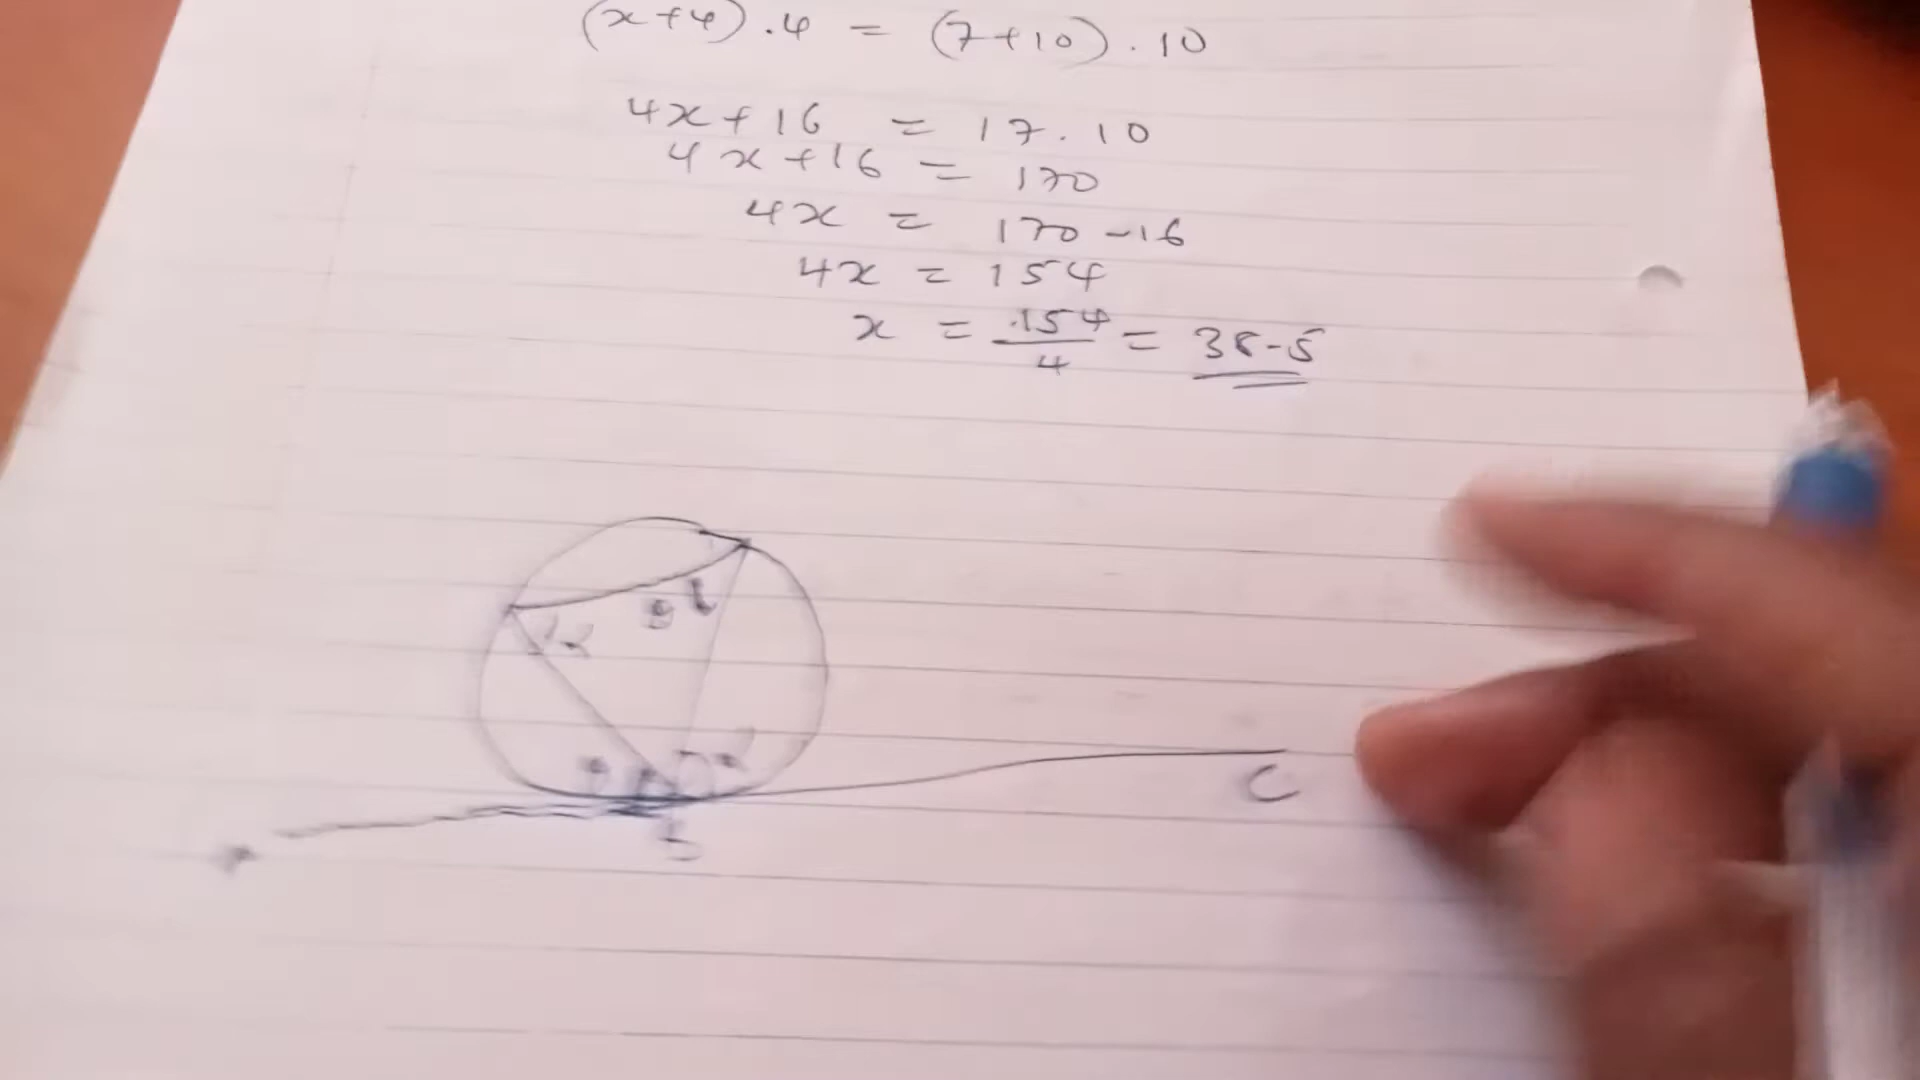 (x+4).4 = (7+10).10
4x+16 = 17.10
4x+16 = 170
4x = 170-16
4x = 154
x = 154/4 = 38.5
θ
α
θ α
B
C